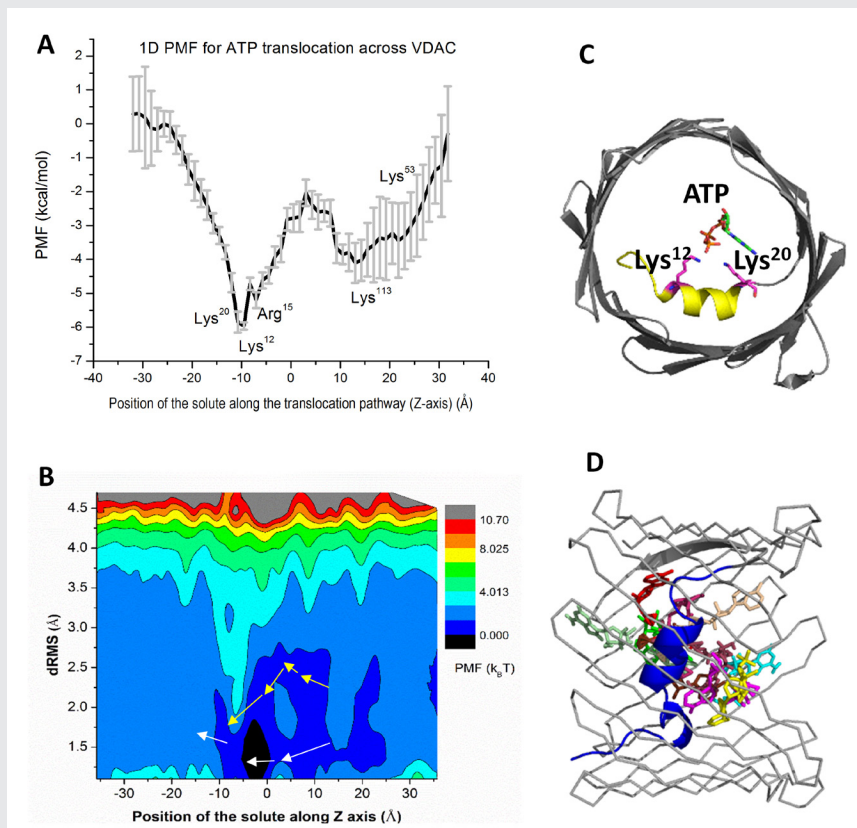 A
1D PMF for ATP translocation across VDAC
2
1
0
-1
-2
-3
-4
-5
-6
-7
PMF (kcal/mol)
Lys20
Lys12
Arg15
Lys113
Lys53
-40 -30 -20 -10 0 10 20 30 40
Position of the solute along the translocation pathway (Z-axis) (Å)
B
4.5
4.0
3.5
3.0
2.5
2.0
1.5
dRMS (Å)
10.70
8.025
4.013
0.000
PMF (kBT)
-30 -20 -10 0 10 20 30
Position of the solute along Z axis (Å)
C
ATP
Lys12 Lys20
D